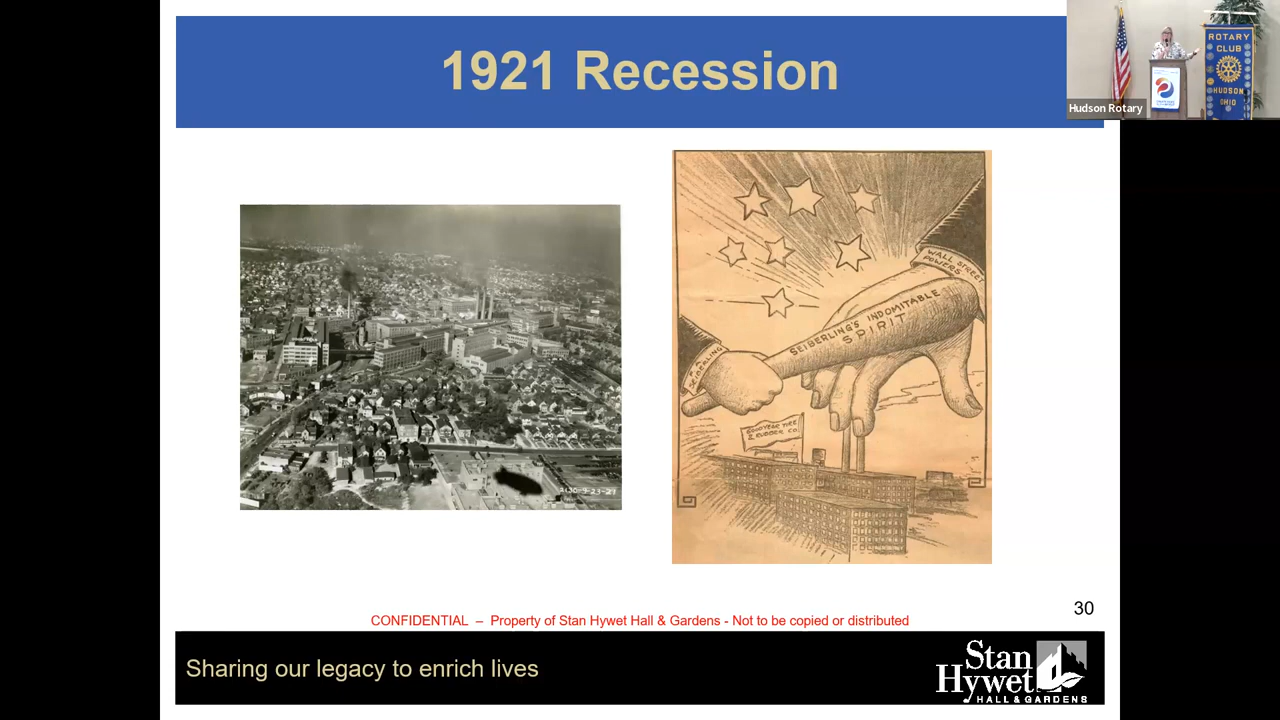 1921 Recession
ROTARY
CLUB
HUDSON
OHIO
Hudson Rotary
WALL STREET
POWERS
SEIBERLING'S INDOMITABLE
SPIRIT
SEIBERLING
GOODYEAR TIRE
& RUBBER CO.
30
CONFIDENTIAL – Property of Stan Hywet Hall & Gardens - Not to be copied or distributed
Sharing our legacy to enrich lives
Stan
Hywet
HALL & GARDENS